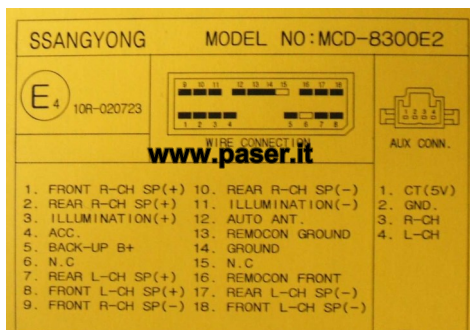 SSANGYONG MODEL NO:MCD-8300E2
E4 10R-020723
9 10 11 12 13 14 15 16 17 18
1 2 3 4 5 6 7 8
WIRE CONNECTION
1 2 3 4
AUX CONN.
www.paser.it
1. FRONT R-CH SP(+) 10. REAR R-CH SP(-) 1. CT(5V)
2. REAR R-CH SP(+) 11. ILLUMINATION(-) 2. GND.
3. ILLUMINATION(+) 12. AUTO ANT. 3. R-CH
4. ACC. 13. REMOCON GROUND 4. L-CH
5. BACK-UP B+ 14. GROUND
6. N.C 15. N.C
7. REAR L-CH SP(+) 16. REMOCON FRONT
8. FRONT L-CH SP(+) 17. REAR L-CH SP(-)
9. FRONT R-CH SP(-) 18. FRONT L-CH SP(-)